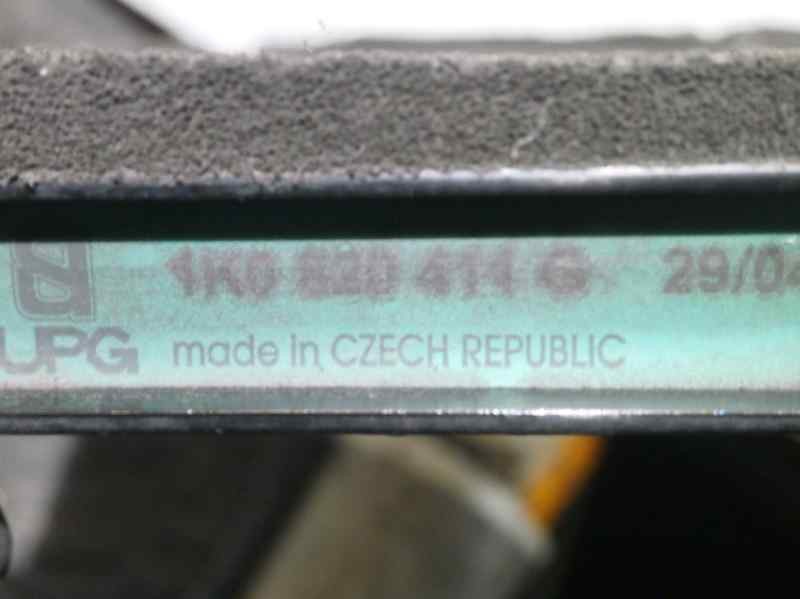 1K0 820 411 G 29/04
UPG made in CZECH REPUBLIC